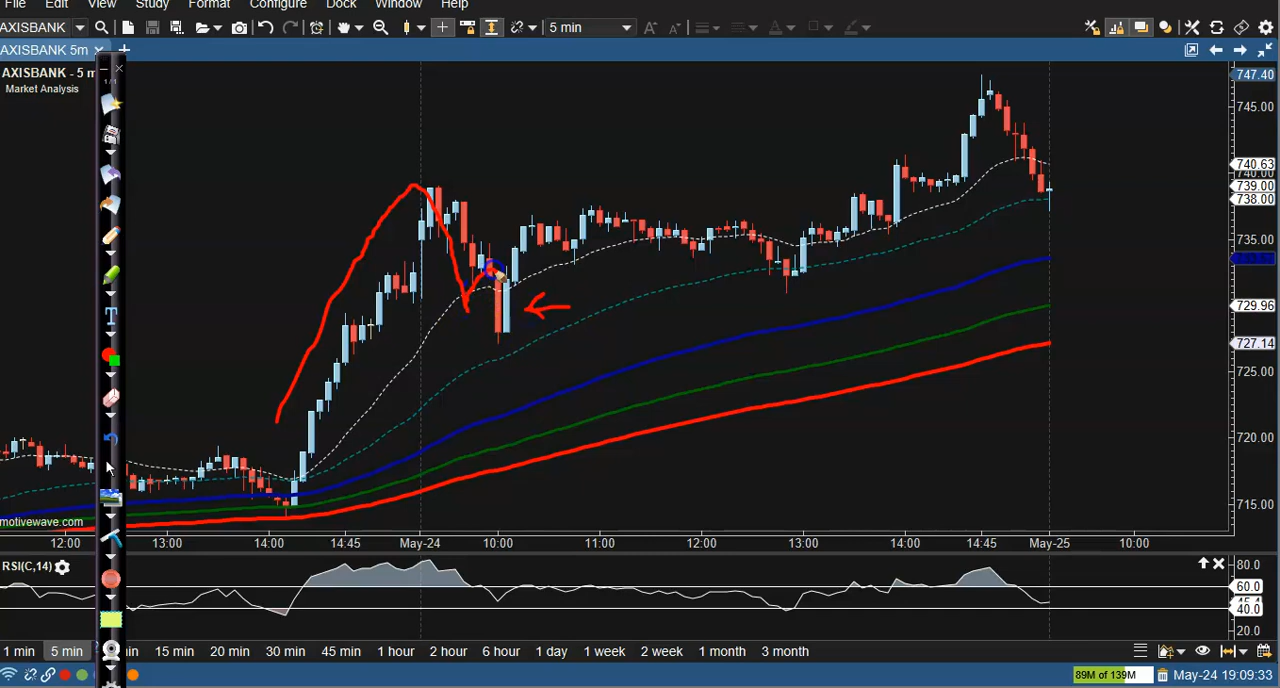 File Edit View Study Format Configure Dock Window Help
AXISBANK 5 min
AXISBANK 5m
AXISBANK - 5 m
Market Analysis
1/1
T
747.40
745.00
740.63
740.00
739.00
738.00
735.00
729.96
727.14
725.00
720.00
715.00
motivewave.com
12:00 13:00 14:00 14:45 May-24 10:00 11:00 12:00 13:00 14:00 14:45 May-25 10:00
RSI(C,14)
80.0
60.0
40.0
20.0
1 min 5 min in 15 min 20 min 30 min 45 min 1 hour 2 hour 6 hour 1 day 1 week 2 week 1 month 3 month
89M of 139M May-24 19:09:33